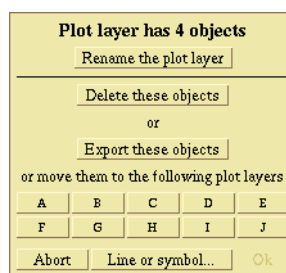 Plot layer has 4 objects
Rename the plot layer
Delete these objects
or
Export these objects
or move them to the following plot layers
A B C D E
F G H I J
Abort Line or symbol... Ok